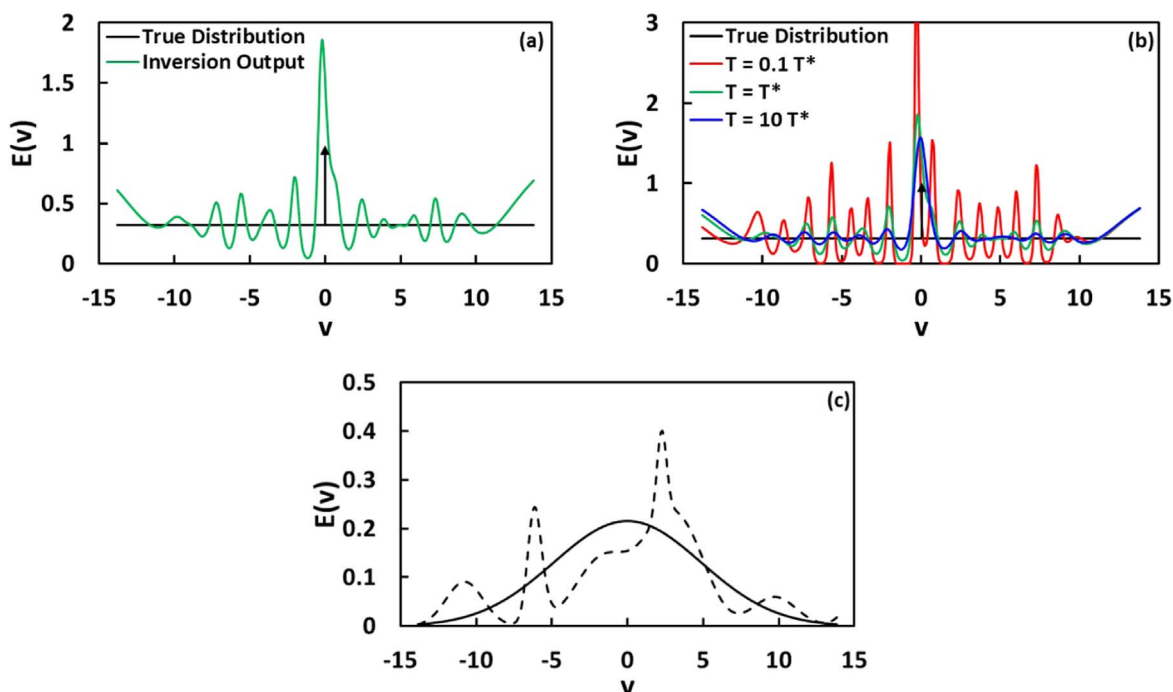 2
True Distribution
(a)
Inversion Output
1.5
1
0.5
0
E(v)
-15 -10 -5 0 5 10 15
v
3
True Distribution
(b)
T = 0.1 T*
T = T*
T = 10 T*
2
1
0
E(v)
-15 -10 -5 0 5 10 15
v
0.5
(c)
0.4
0.3
0.2
0.1
0
E(v)
-15 -10 -5 0 5 10 15
v